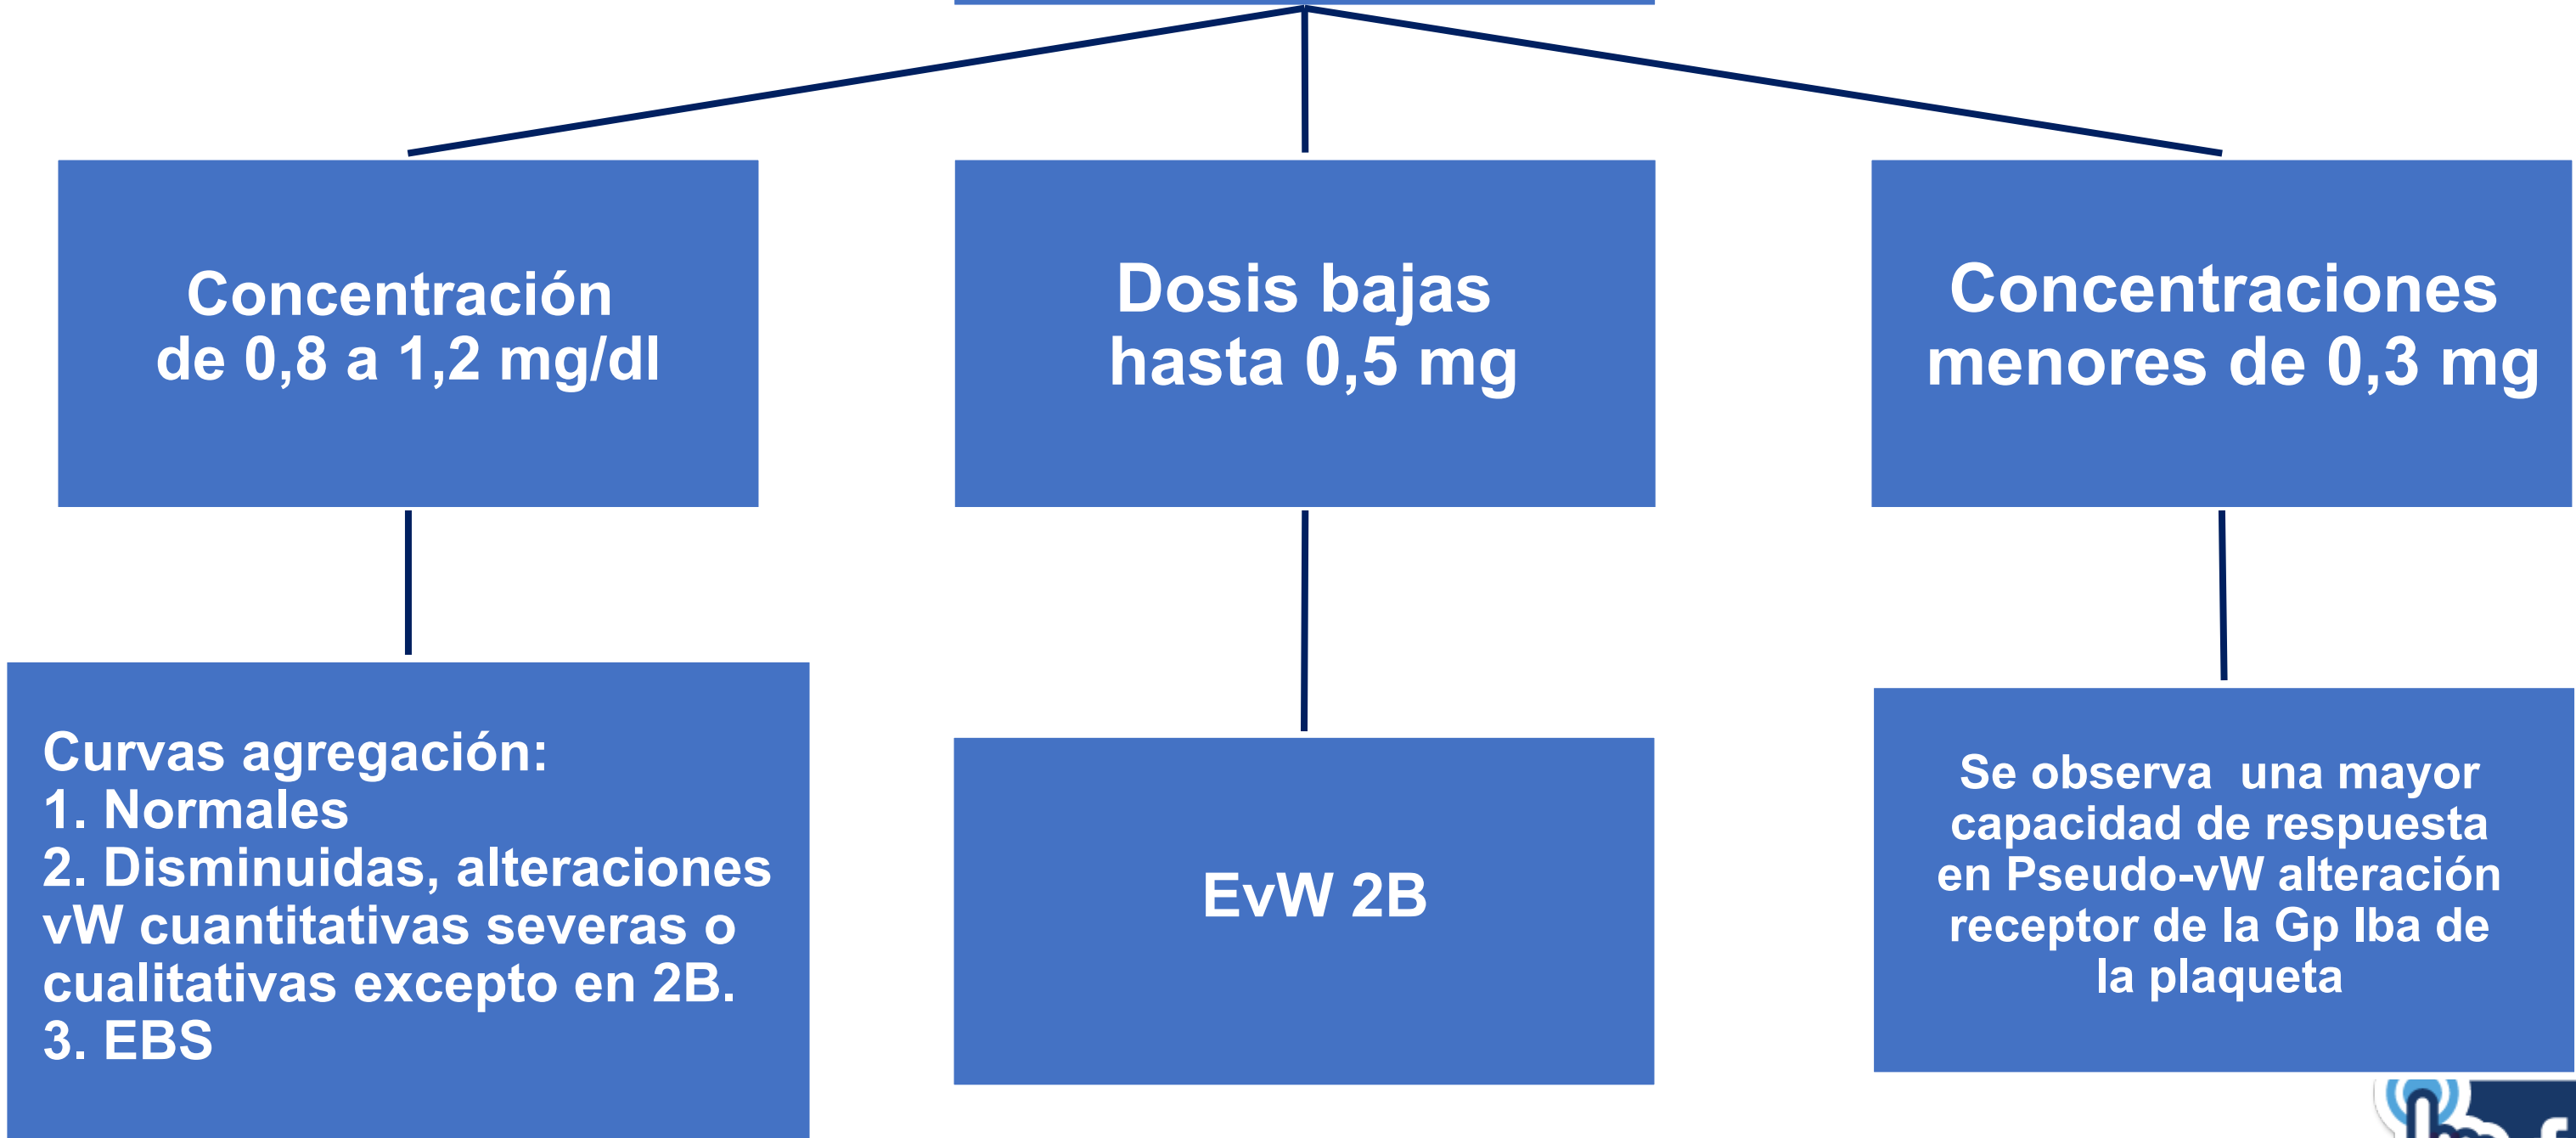 Concentración
de 0,8 a 1,2 mg/dl
Dosis bajas
hasta 0,5 mg
Concentraciones
menores de 0,3 mg
Curvas agregación:
1. Normales
2. Disminuidas, alteraciones
vW cuantitativas severas o
cualitativas excepto en 2B.
3. EBS
EvW 2B
Se observa una mayor
capacidad de respuesta
en Pseudo-vW alteración
receptor de la Gp Iba de
la plaqueta